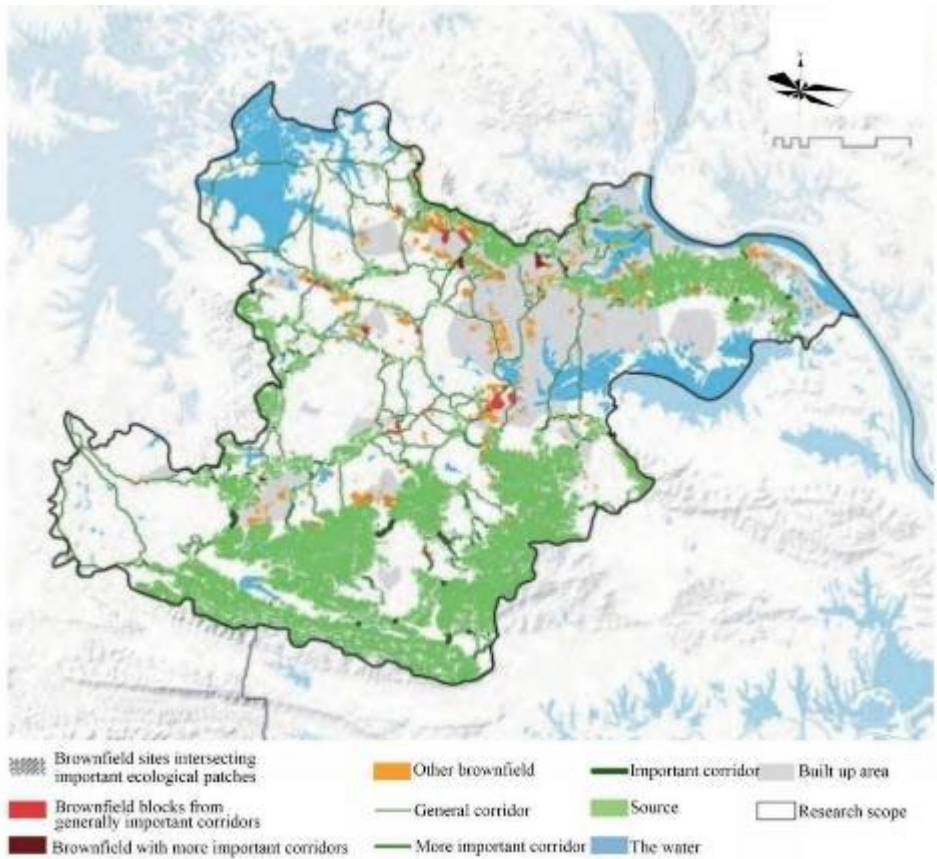 Brownfield sites intersecting
important ecological patches
Other brownfield
Important corridor
Built up area
Brownfield blocks from
generally important corridors
General corridor
Source
Research scope
Brownfield with more important corridors
More important corridor
The water